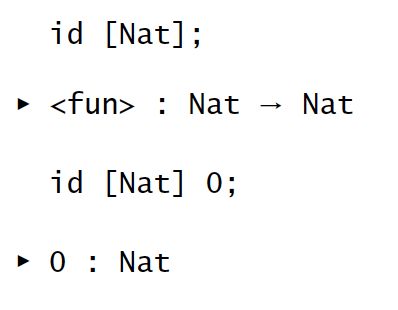 id [Nat];
▸ <fun> : Nat → Nat
id [Nat] 0;
▸ 0 : Nat